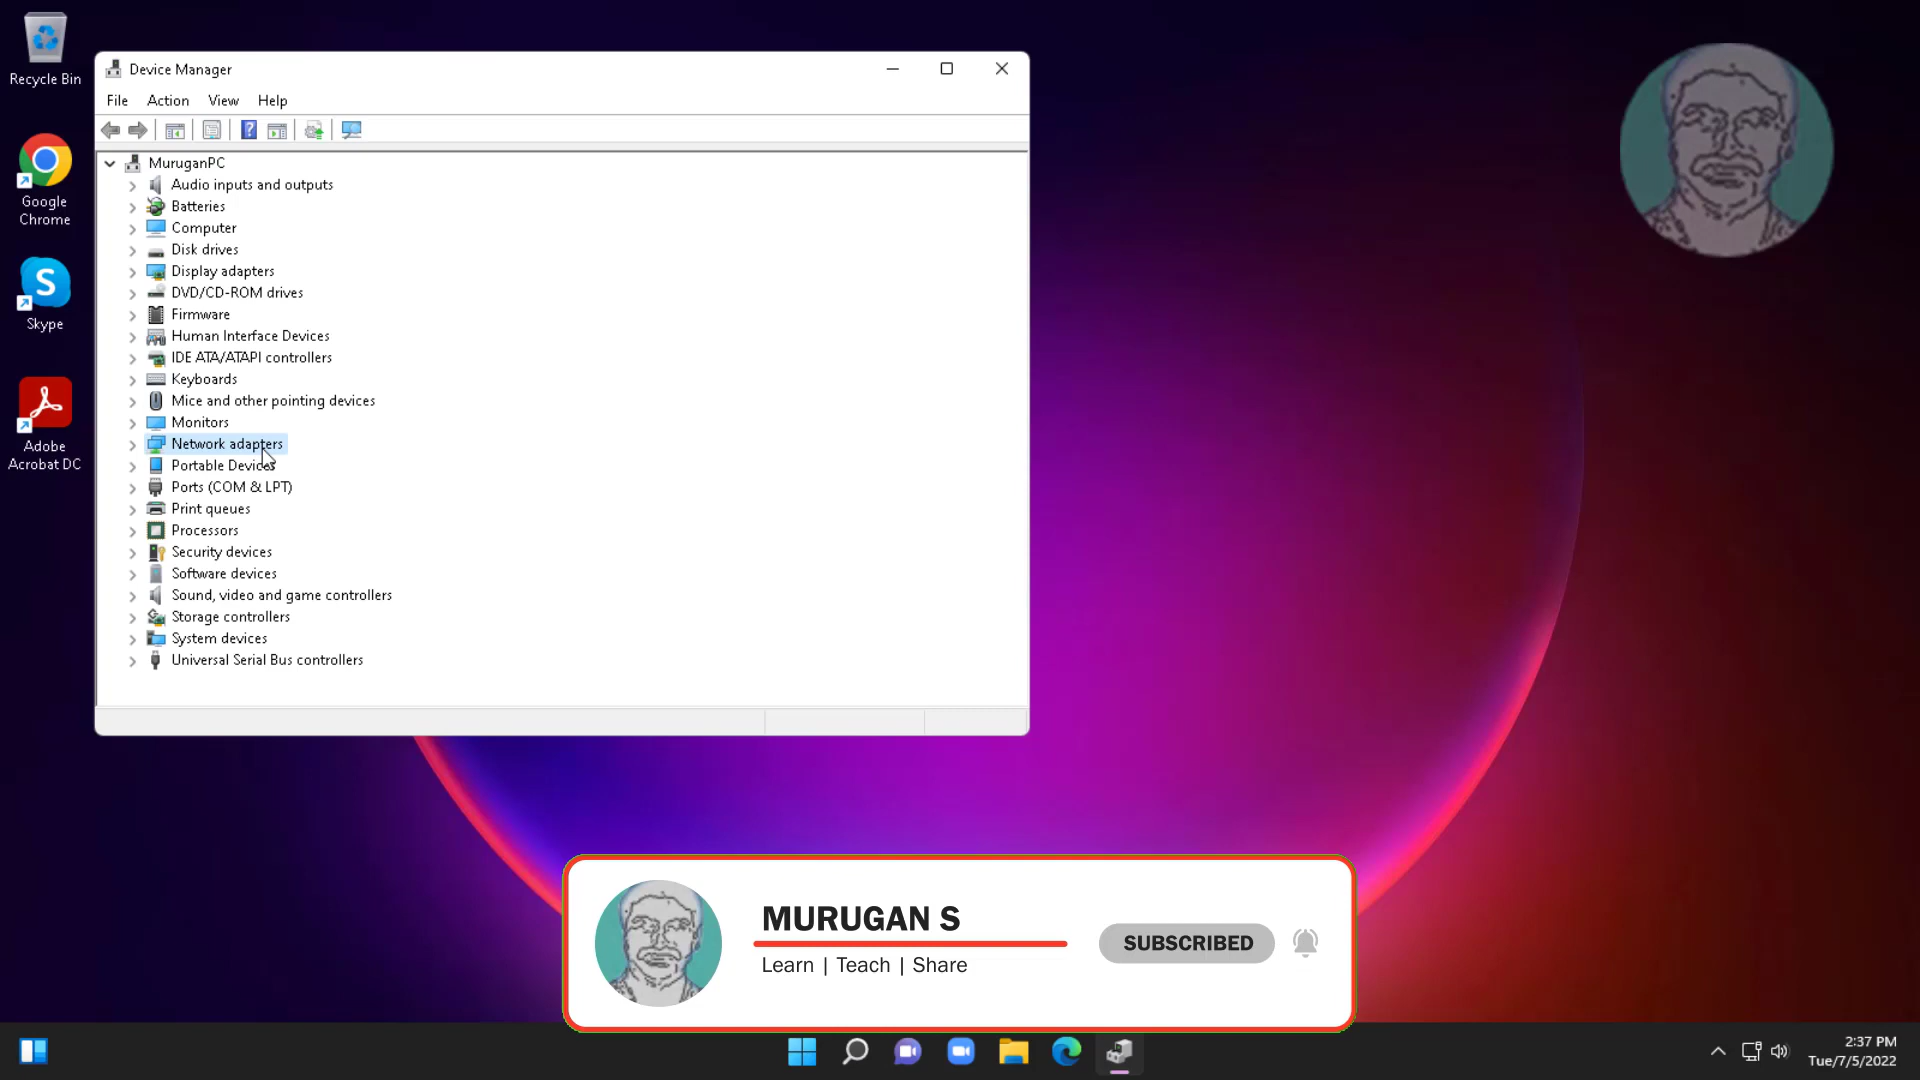 Recycle Bin
Google
Chrome
Skype
Adobe
Acrobat DC
Device Manager
File Action View Help
MuruganPC
Audio inputs and outputs
Batteries
Computer
Disk drives
Display adapters
DVD/CD-ROM drives
Firmware
Human Interface Devices
IDE ATA/ATAPI controllers
Keyboards
Mice and other pointing devices
Monitors
Network adapters
Portable Devices
Ports (COM & LPT)
Print queues
Processors
Security devices
Software devices
Sound, video and game controllers
Storage controllers
System devices
Universal Serial Bus controllers
MURUGAN S
Learn | Teach | Share
SUBSCRIBED
2:37 PM
Tue/7/5/2022